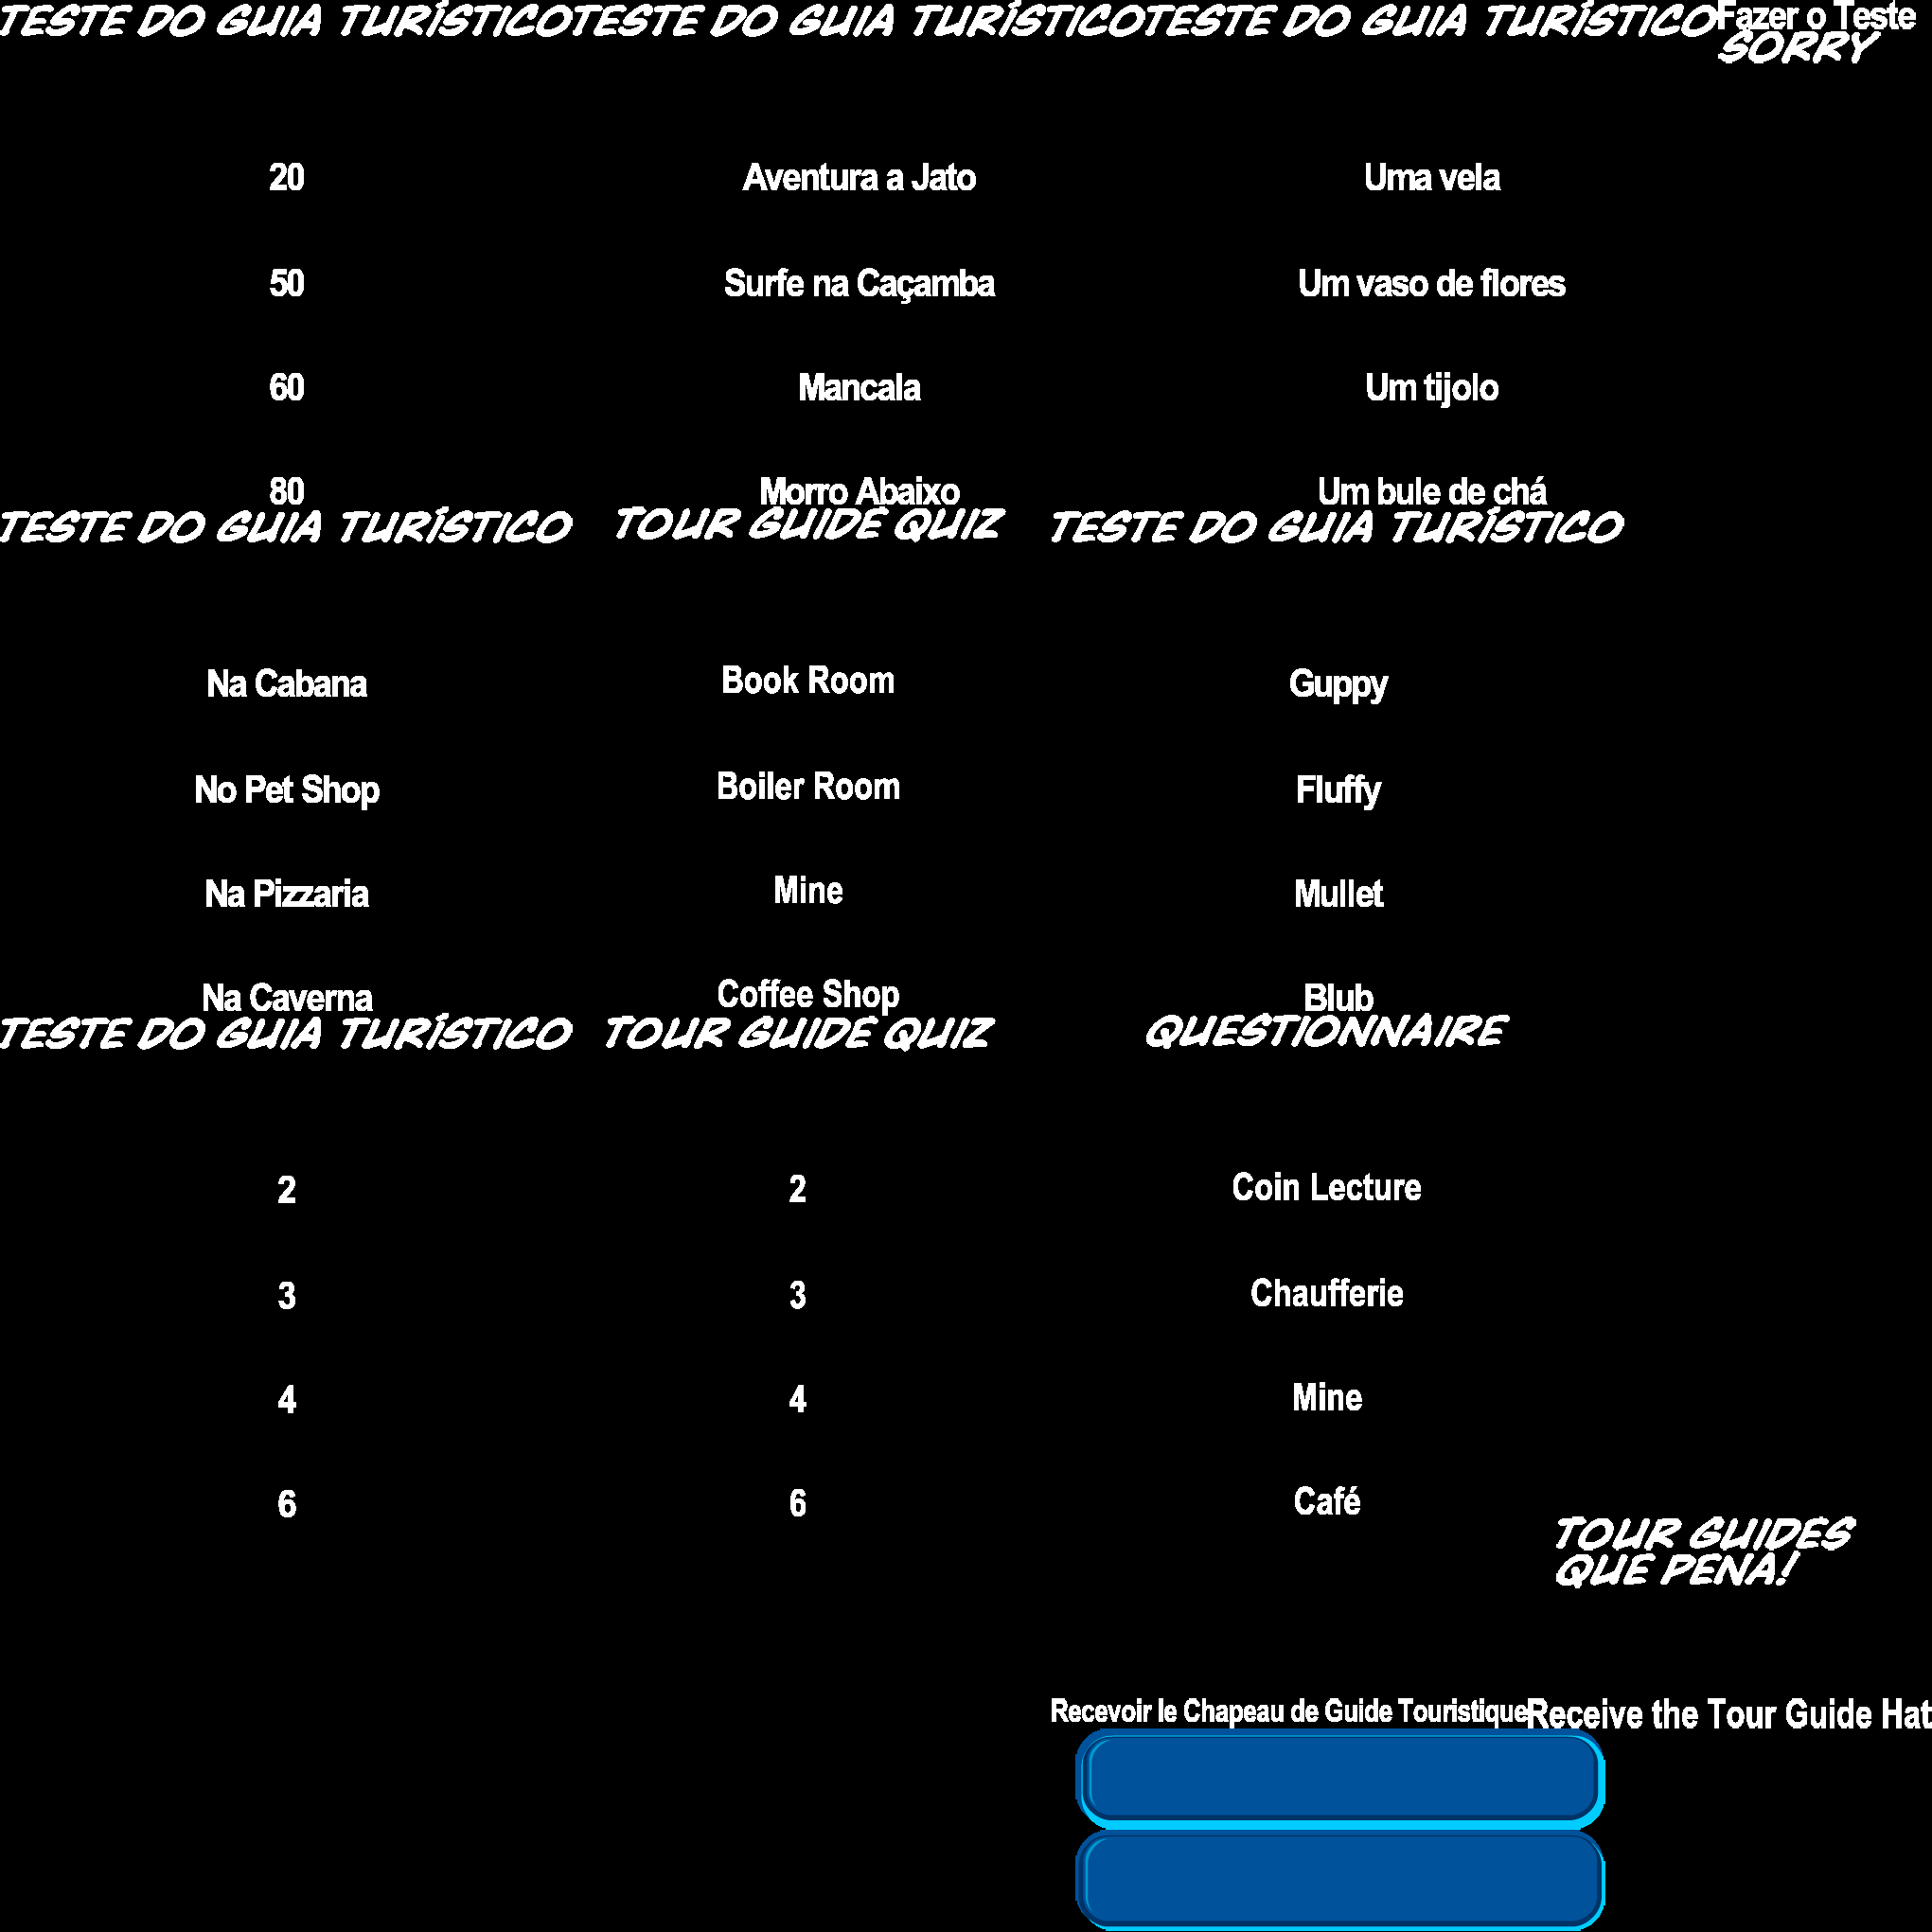 TESTE DO GUIA TURÍSTICO TESTE DO GUIA TURÍSTICO TESTE DO GUIA TURÍSTICO Fazer o Teste
SORRY
20 Aventura a Jato Uma vela
50 Surfe na Caçamba Um vaso de flores
60 Mancala Um tijolo
80 Morro Abaixo Um bule de chá
TESTE DO GUIA TURÍSTICO TOUR GUIDE QUIZ TESTE DO GUIA TURÍSTICO
Na Cabana Book Room Guppy
No Pet Shop Boiler Room Fluffy
Na Pizzaria Mine Mullet
Na Caverna Coffee Shop Blub
TESTE DO GUIA TURÍSTICO TOUR GUIDE QUIZ QUESTIONNAIRE
2 2 Coin Lecture
3 3 Chaufferie
4 4 Mine
6 6 Café
TOUR GUIDES
QUE PENA!
Recevoir le Chapeau de Guide Touristique Receive the Tour Guide Hat